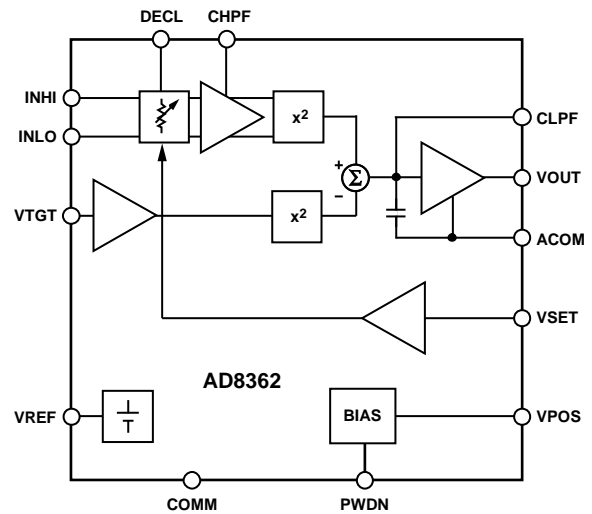 DECL CHPF
INHI
x²
CLPF
INLO
+
Σ
VOUT
−
VTGT
x²
ACOM
VSET
AD8362
VREF
BIAS
VPOS
COMM
PWDN